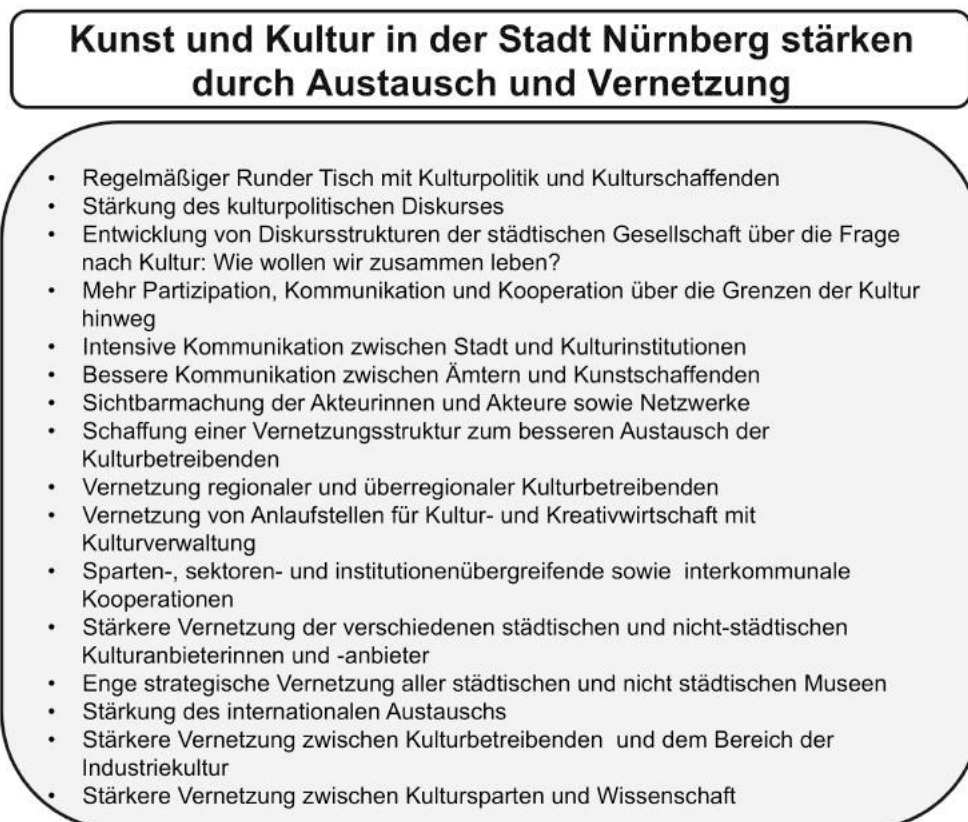 Kunst und Kultur in der Stadt Nürnberg stärken
durch Austausch und Vernetzung
• Regelmäßiger Runder Tisch mit Kulturpolitik und Kulturschaffenden
• Stärkung des kulturpolitischen Diskurses
• Entwicklung von Diskursstrukturen der städtischen Gesellschaft über die Frage
nach Kultur: Wie wollen wir zusammen leben?
• Mehr Partizipation, Kommunikation und Kooperation über die Grenzen der Kultur
hinweg
• Intensive Kommunikation zwischen Stadt und Kulturinstitutionen
• Bessere Kommunikation zwischen Ämtern und Kunstschaffenden
• Sichtbarmachung der Akteurinnen und Akteure sowie Netzwerke
• Schaffung einer Vernetzungsstruktur zum besseren Austausch der
Kulturbetreibenden
• Vernetzung regionaler und überregionaler Kulturbetreibenden
• Vernetzung von Anlaufstellen für Kultur- und Kreativwirtschaft mit
Kulturverwaltung
• Sparten-, sektoren- und institutionenübergreifende sowie interkommunale
Kooperationen
• Stärkere Vernetzung der verschiedenen städtischen und nicht-städtischen
Kulturanbieterinnen und -anbieter
• Enge strategische Vernetzung aller städtischen und nicht städtischen Museen
• Stärkung des internationalen Austauschs
• Stärkere Vernetzung zwischen Kulturbetreibenden und dem Bereich der
Industriekultur
• Stärkere Vernetzung zwischen Kultursparten und Wissenschaft